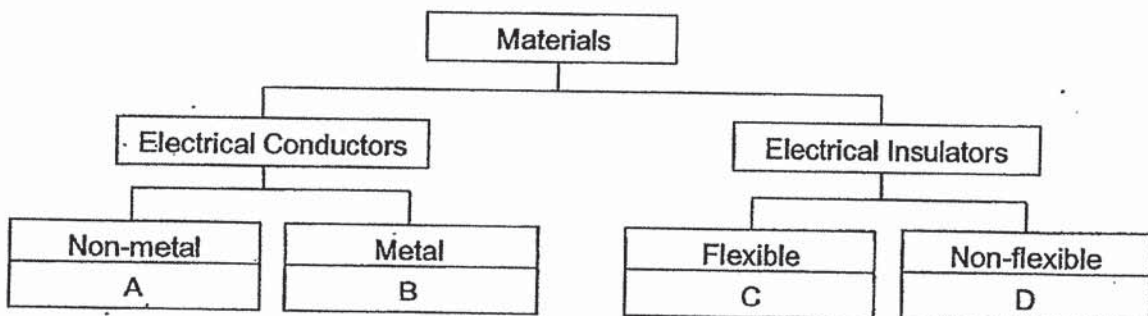 Materials
Electrical Conductors
Electrical Insulators
Non-metal
Metal
Flexible
Non-flexible
A
B
C
D